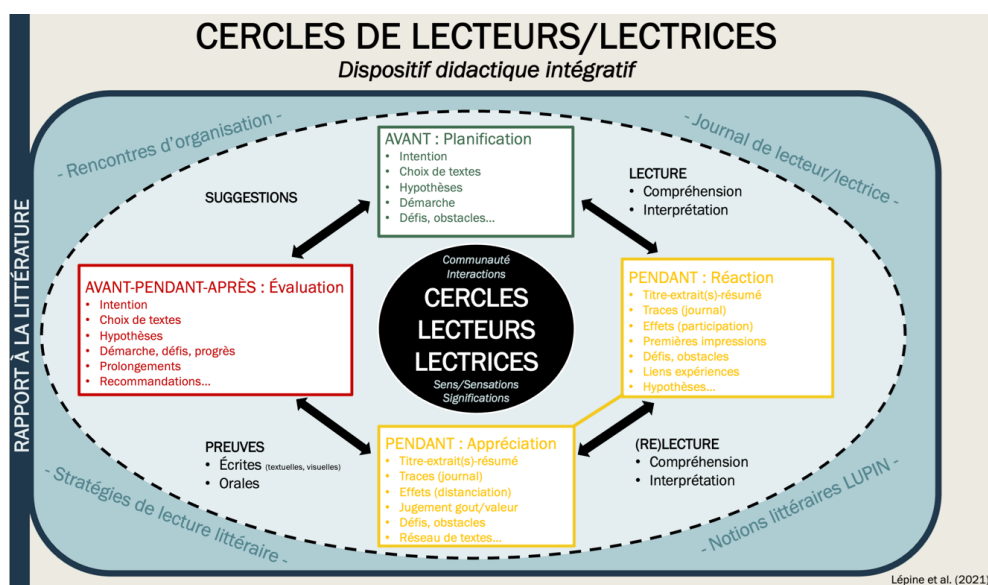 CERCLES DE LECTEURS/LECTRICES
Dispositif didactique intégratif
RAPPORT À LA LITTÉRATURE
- Rencontres d'organisation -
- Journal de lecteur/lectrice -
AVANT : Planification
• Intention
• Choix de textes
• Hypothèses
• Démarche
• Défis, obstacles...
SUGGESTIONS
LECTURE
• Compréhension
• Interprétation
AVANT-PENDANT-APRÈS : Évaluation
• Intention
• Choix de textes
• Hypothèses
• Démarche, défis, progrès
• Prolongements
• Recommandations...
Communauté
Interactions
CERCLES
LECTEURS
LECTRICES
Sens/Sensations
Significations
PENDANT : Réaction
• Titre-extrait(s)-résumé
• Traces (journal)
• Effets (participation)
• Premières impressions
• Défis, obstacles
• Liens expériences
• Hypothèses...
PREUVES
• Écrites (textuelles, visuelles)
• Orales
PENDANT : Appréciation
• Titre-extrait(s)-résumé
• Traces (journal)
• Effets (distanciation)
• Jugement gout/valeur
• Défis, obstacles
• Réseau de textes...
(RE)LECTURE
• Compréhension
• Interprétation
- Stratégies de lecture littéraire -
- Notions littéraires LUPIN -
Lépine et al. (2021)